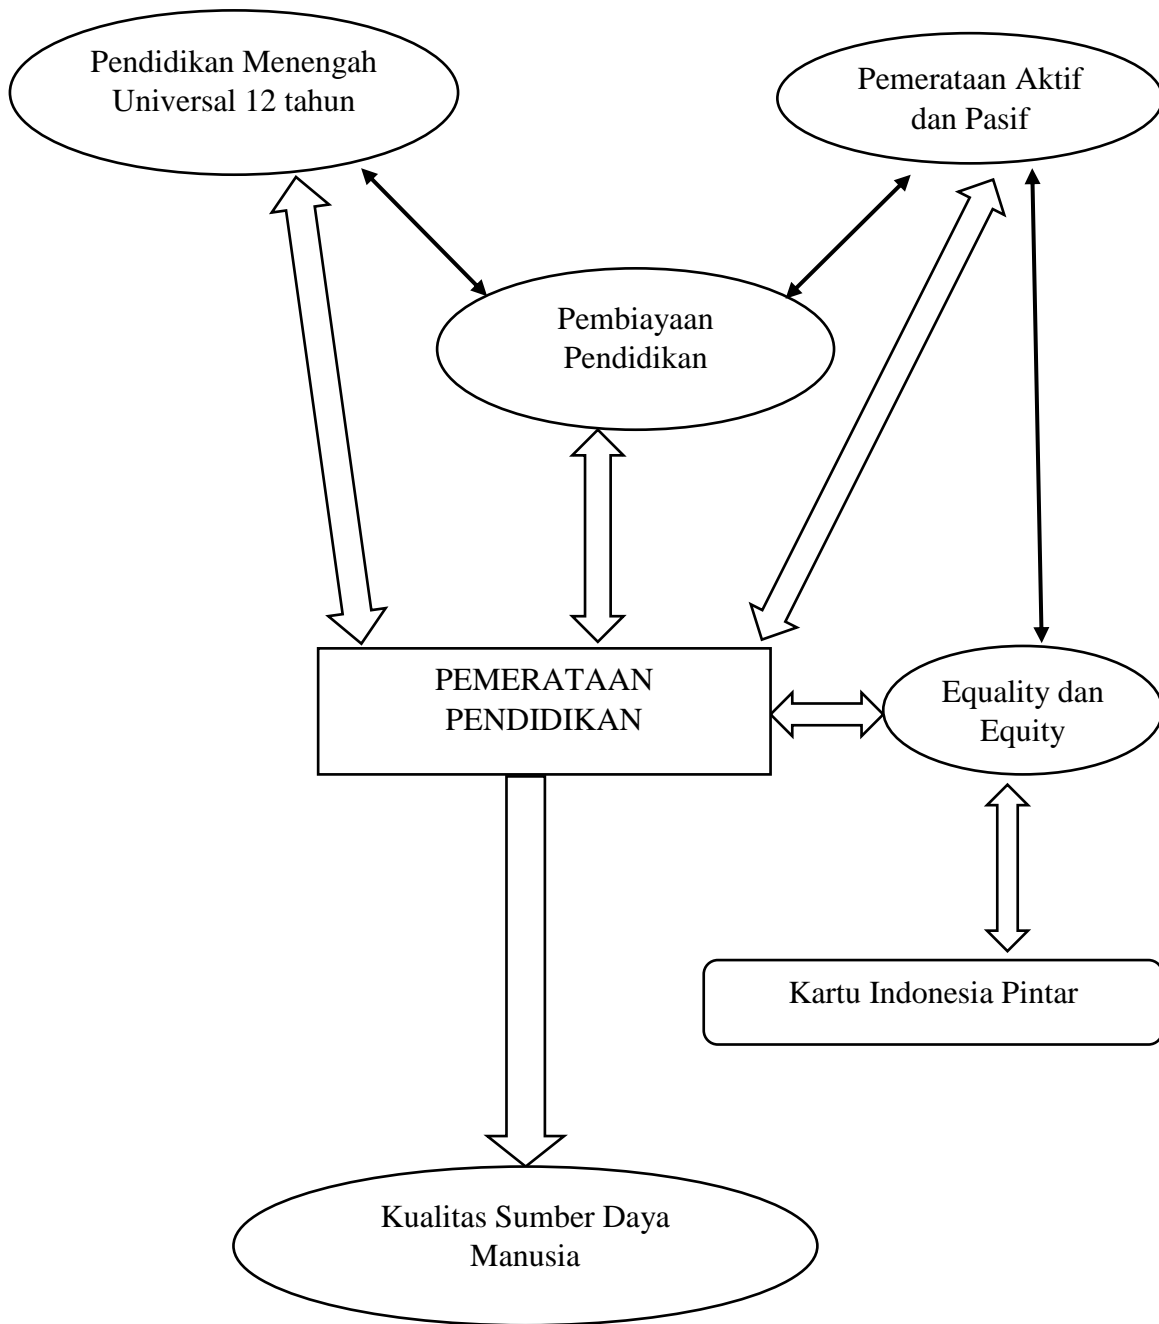 Pendidikan Menengah
Universal 12 tahun
Pemerataan Aktif
dan Pasif
Pembiayaan
Pendidikan
PEMERATAAN
PENDIDIKAN
Equality dan
Equity
Kartu Indonesia Pintar
Kualitas Sumber Daya
Manusia